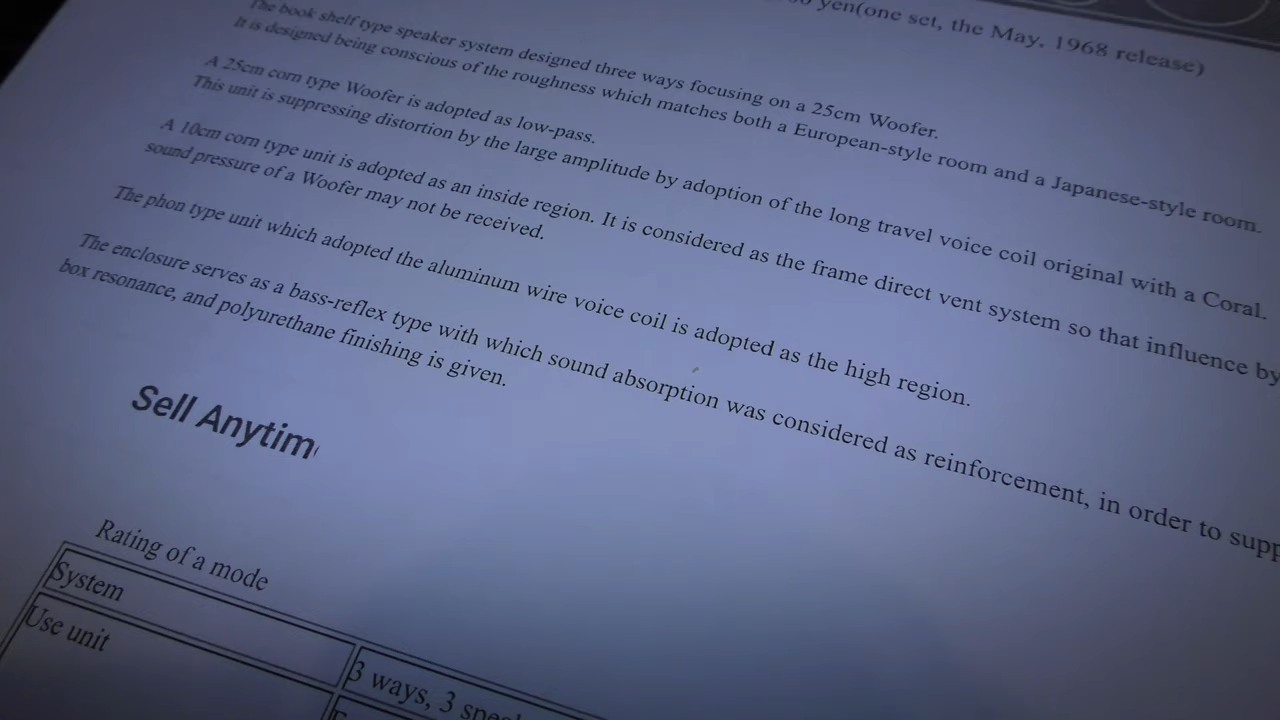 yen(one set, the May, 1968 release)
The book shelf type speaker system designed three ways focusing on a 25cm Woofer.
It is designed being conscious of the roughness which matches both a European-style room and a Japanese-style room.
A 25cm corn type Woofer is adopted as low-pass.
This unit is suppressing distortion by the large amplitude by adoption of the long travel voice coil original with a Coral.
A 10cm corn type unit is adopted as an inside region. It is considered as the frame direct vent system so that influence by
sound pressure of a Woofer may not be received.
The phon type unit which adopted the aluminum wire voice coil is adopted as the high region.
The enclosure serves as a bass-reflex type with which sound absorption was considered as reinforcement, in order to
box resonance, and polyurethane finishing is given.
Sell Anytim
Rating of a mode
System
3 ways, 3
Use unit